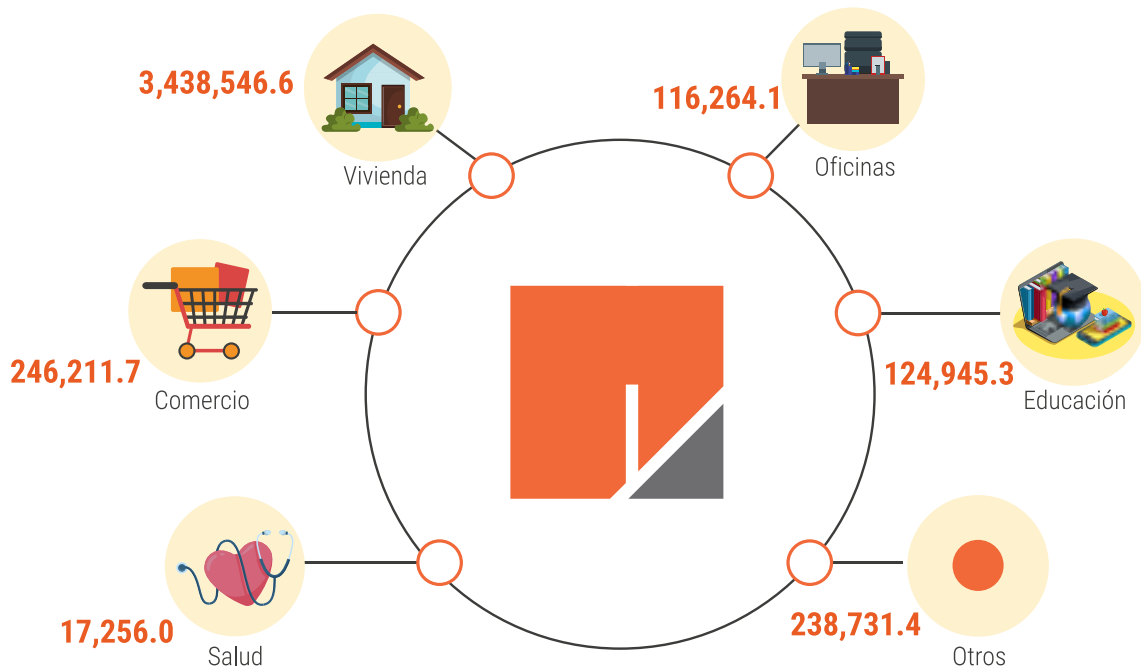 3,438,546.6
Vivienda
116,264.1
Oficinas
246,211.7
Comercio
124,945.3
Educación
17,256.0
Salud
238,731.4
Otros